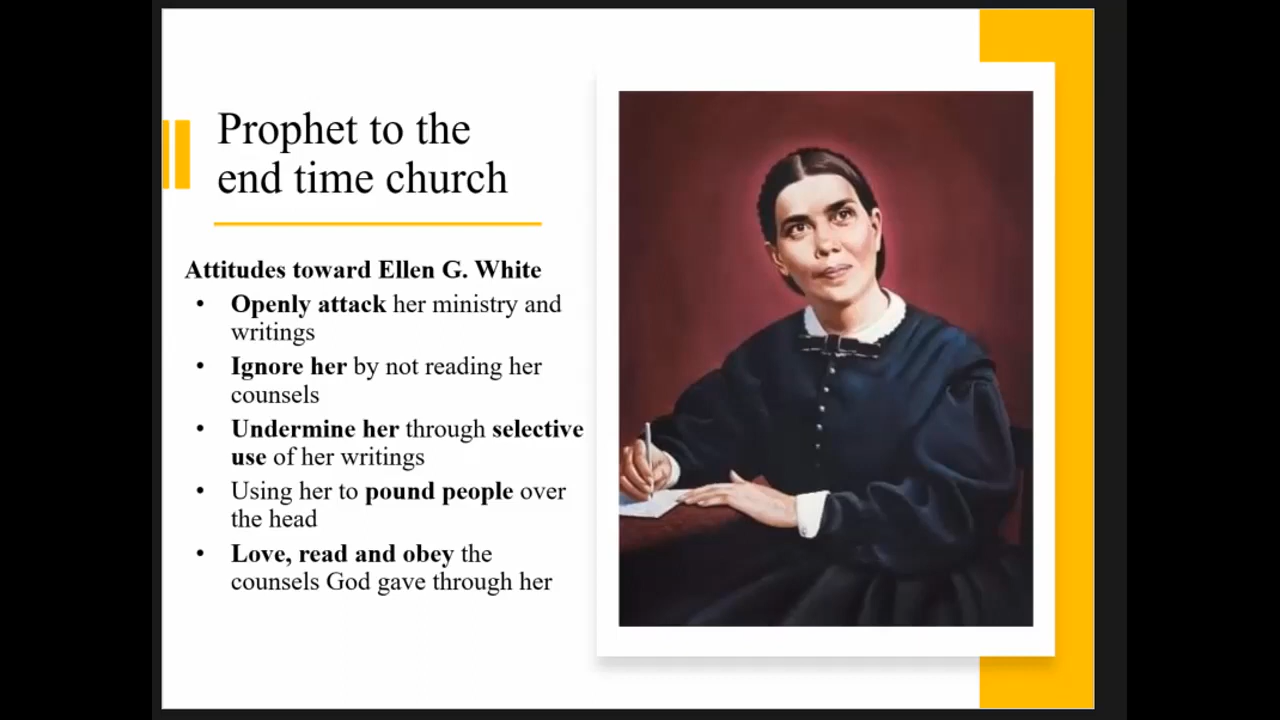 Prophet to the
end time church
Attitudes toward Ellen G. White
• Openly attack her ministry and
writings
• Ignore her by not reading her
counsels
• Undermine her through selective
use of her writings
• Using her to pound people over
the head
• Love, read and obey the
counsels God gave through her